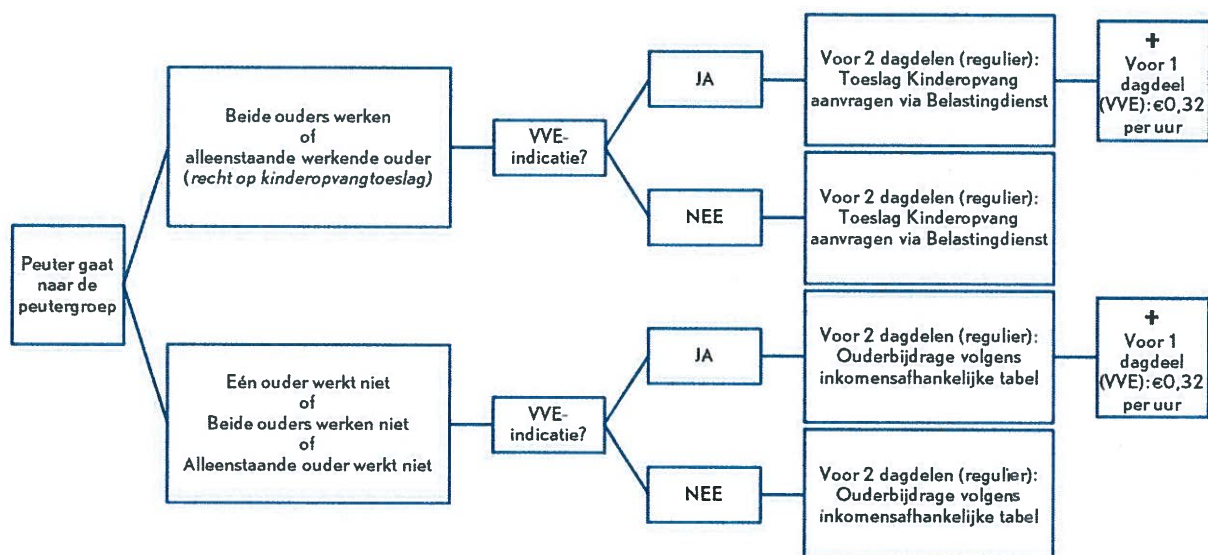 Peuter gaat
naar de
peutergroep
Beide ouders werken
of
alleenstaande werkende ouder
(recht op kinderopvangtoeslag)
VVE-
indicatie?
JA
Voor 2 dagdelen (regulier):
Toeslag Kinderopvang
aanvragen via Belastingdienst
+
Voor 1
dagdeel
(VVE): €0,32
per uur
NEE
Voor 2 dagdelen (regulier):
Toeslag Kinderopvang
aanvragen via Belastingdienst
Eén ouder werkt niet
of
Beide ouders werken niet
of
Alleenstaande ouder werkt niet
VVE-
indicatie?
JA
Voor 2 dagdelen (regulier):
Ouderbijdrage volgens
inkomensafhankelijke tabel
+
Voor 1
dagdeel
(VVE): €0,32
per uur
NEE
Voor 2 dagdelen (regulier):
Ouderbijdrage volgens
inkomensafhankelijke tabel